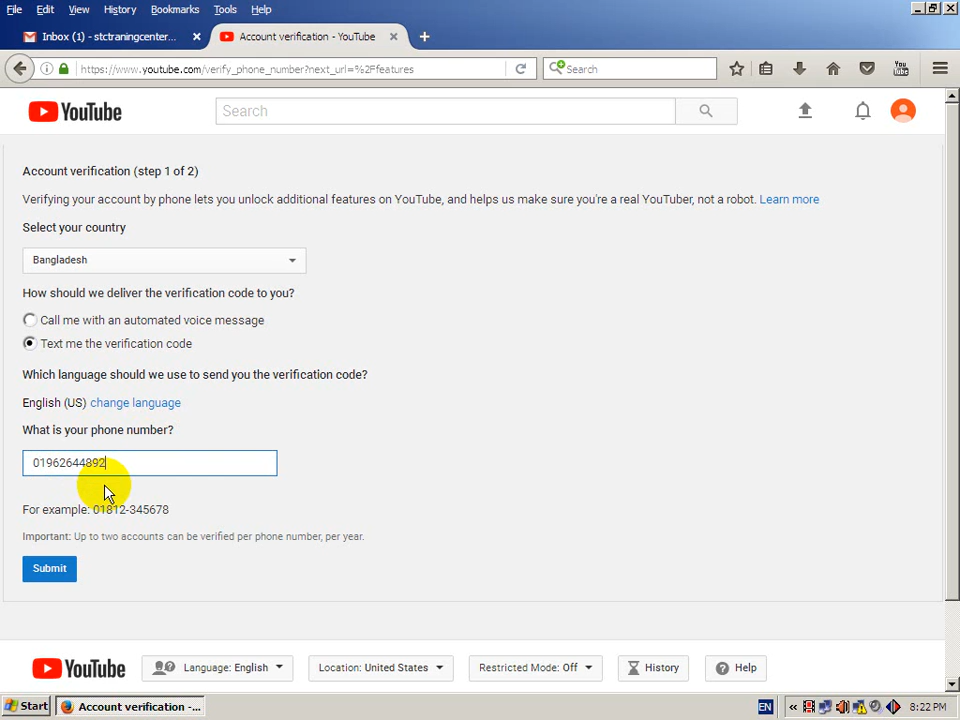 File Edit View History Bookmarks Tools Help
Inbox (1) - stctraningcenter... Account verification - YouTube
https://www.youtube.com/verify_phone_number?next_url=%2Ffeatures Search
YouTube Search
Account verification (step 1 of 2)
Verifying your account by phone lets you unlock additional features on YouTube, and helps us make sure you're a real YouTuber, not a robot. Learn more
Select your country
Bangladesh
How should we deliver the verification code to you?
Call me with an automated voice message
Text me the verification code
Which language should we use to send you the verification code?
English (US) change language
What is your phone number?
01962644892
For example: 01812-345678
Important: Up to two accounts can be verified per phone number, per year.
Submit
YouTube Language: English Location: United States Restricted Mode: Off History Help
Start Account verification -... EN 8:22 PM